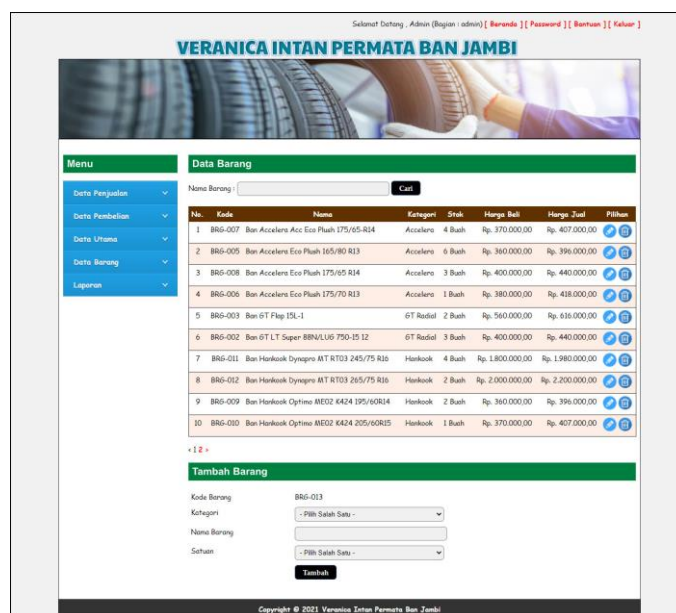 Selamat Datang , Admin (Bagian : admin) [ Beranda ] [ Password ] [ Bantuan ] [ Keluar ]
VERANICA INTAN PERMATA BAN JAMBI
Menu
Data Penjualan
Data Pembelian
Data Utama
Data Barang
Laporan
Data Barang
Nama Barang : Cari
No. Kode Nama Kategori Stok Harga Beli Harga Jual Pilihan
1 BRG-007 Ban Accelera Acc Eco Plush 175/65-R14 Accelera 4 Buah Rp. 370.000,00 Rp. 407.000,00
2 BRG-005 Ban Accelera Eco Plush 165/80 R13 Accelera 6 Buah Rp. 360.000,00 Rp. 396.000,00
3 BRG-008 Ban Accelera Eco Plush 175/65 R14 Accelera 3 Buah Rp. 400.000,00 Rp. 440.000,00
4 BRG-006 Ban Accelera Eco Plush 175/70 R13 Accelera 1 Buah Rp. 380.000,00 Rp. 418.000,00
5 BRG-003 Ban GT Flap 15L-1 GT Radial 2 Buah Rp. 560.000,00 Rp. 616.000,00
6 BRG-002 Ban GT LT Super 88N/LUG 750-15 12 GT Radial 3 Buah Rp. 400.000,00 Rp. 440.000,00
7 BRG-011 Ban Hankook Dynapro MT RT03 245/75 R16 Hankook 4 Buah Rp. 1.800.000,00 Rp. 1.980.000,00
8 BRG-012 Ban Hankook Dynapro MT RT03 265/75 R16 Hankook 2 Buah Rp. 2.000.000,00 Rp. 2.200.000,00
9 BRG-009 Ban Hankook Optimo ME02 K424 195/60R14 Hankook 2 Buah Rp. 360.000,00 Rp. 396.000,00
10 BRG-010 Ban Hankook Optimo ME02 K424 205/60R15 Hankook 1 Buah Rp. 370.000,00 Rp. 407.000,00
« 1 2 »
Tambah Barang
Kode Barang BRG-013
Kategori - Pilih Salah Satu -
Nama Barang
Satuan - Pilih Salah Satu -
Tambah
Copyright © 2021 Veranica Intan Permata Ban Jambi